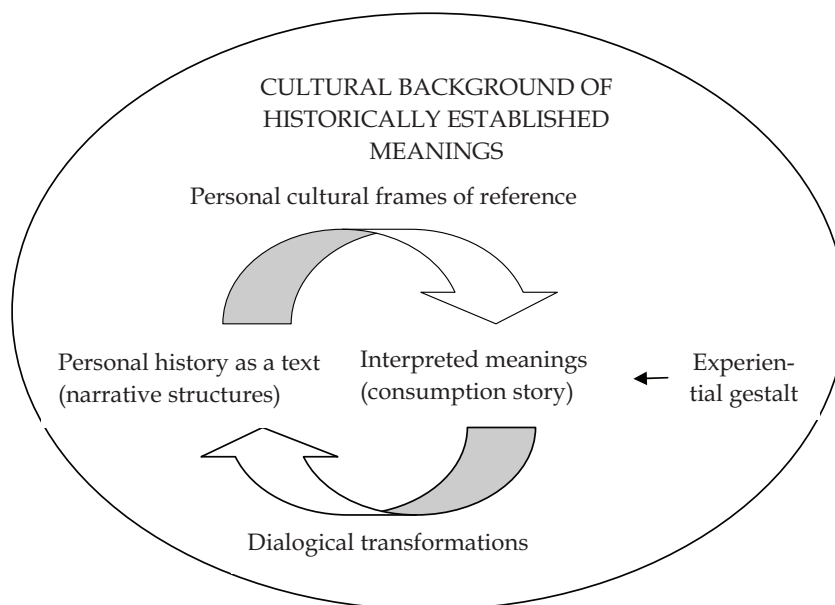 CULTURAL BACKGROUND OF
HISTORICALLY ESTABLISHED
MEANINGS
Personal cultural frames of reference
Personal history as a text
(narrative structures)
Interpreted meanings
(consumption story)
Experien-
tial gestalt
Dialogical transformations